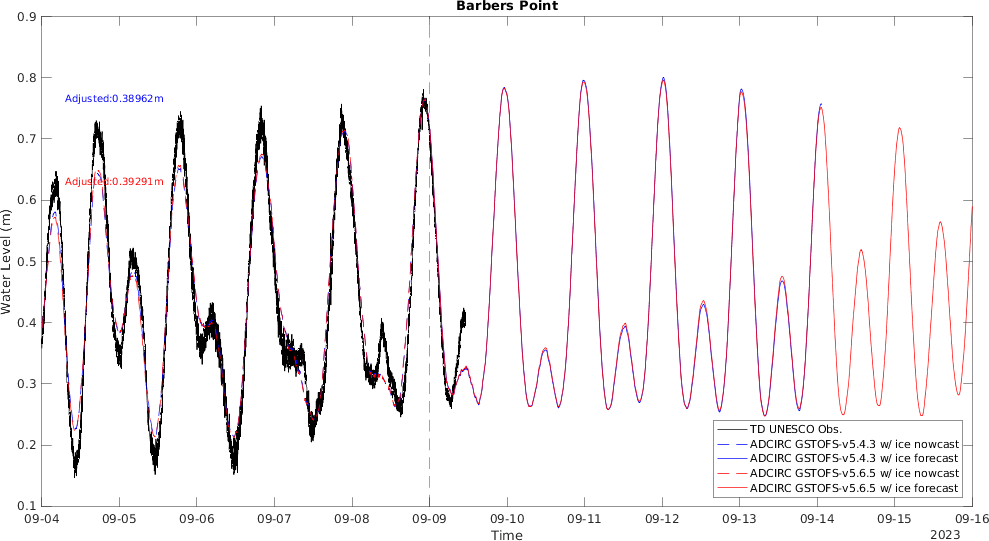 Barbers Point
0.9
0.8
0.7
0.6
0.5
0.4
0.3
0.2
0.1
Water Level (m)
Adjusted:0.38962m
Adjusted:0.39291m
TD UNESCO Obs.
ADCIRC GSTOFS-v5.4.3 w/ ice nowcast
ADCIRC GSTOFS-v5.4.3 w/ ice forecast
ADCIRC GSTOFS-v5.6.5 w/ ice nowcast
ADCIRC GSTOFS-v5.6.5 w/ ice forecast
09-04 09-05 09-06 09-07 09-08 09-09 09-10 09-11 09-12 09-13 09-14 09-15 09-16
Time
2023